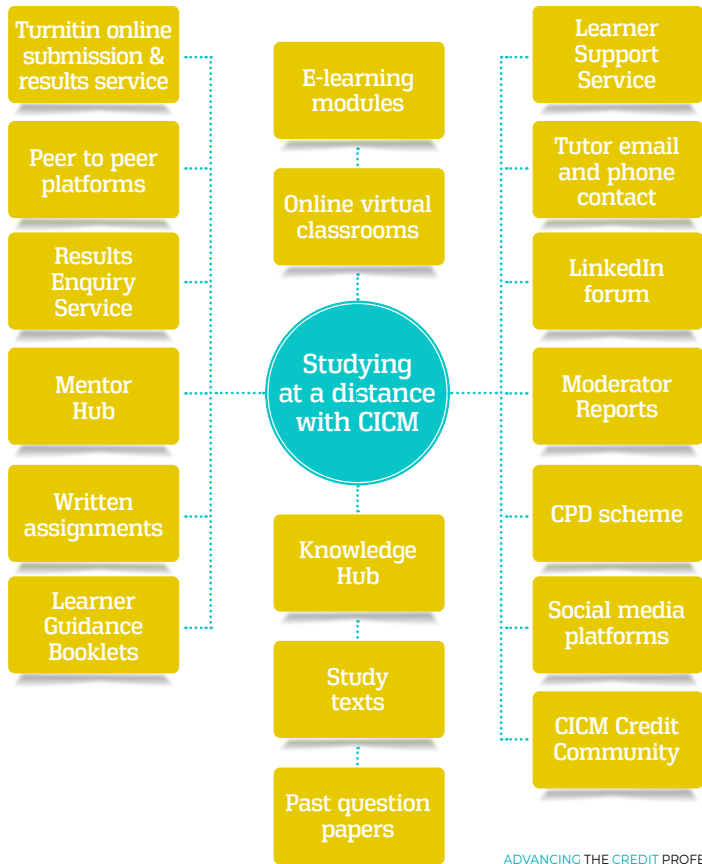 Turnitin online
submission &
results service
Peer to peer
platforms
Results
Enquiry
Service
Mentor
Hub
Written
assignments
Learner
Guidance
Booklets
E-learning
modules
Online virtual
classrooms
Studying
at a distance
with CICM
Knowledge
Hub
Study
texts
Past question
papers
Learner
Support
Service
Tutor email
and phone
contact
LinkedIn
forum
Moderator
Reports
CPD scheme
Social media
platforms
CICM Credit
Community
ADVANCING THE CREDIT PROFE